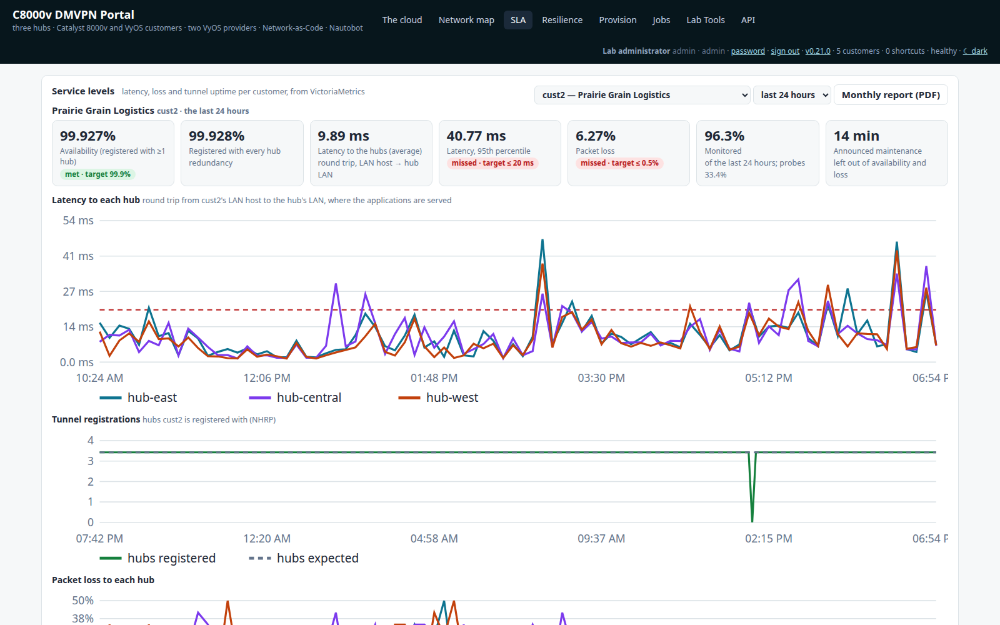 C8000v DMVPN Portal
three hubs · Catalyst 8000v and VyOS customers · two VyOS providers · Network-as-Code · Nautobot
The cloud
Network map
SLA
Resilience
Provision
Jobs
Lab Tools
API
Lab administrator admin · admin · password · sign out · v0.21.0 · 5 customers · 0 shortcuts · healthy · ☾ dark
Service levels latency, loss and tunnel uptime per customer, from VictoriaMetrics
cust2 — Prairie Grain Logistics
last 24 hours
Monthly report (PDF)
Prairie Grain Logistics cust2 · the last 24 hours
99.927%
Availability (registered with ≥1
hub)
met · target 99.9%
99.928%
Registered with every hub
redundancy
9.89 ms
Latency to the hubs (average)
round trip, LAN host → hub
LAN
40.77 ms
Latency, 95th percentile
missed · target ≤ 20 ms
6.27%
Packet loss
missed · target ≤ 0.5%
96.3%
Monitored
of the last 24 hours; probes
33.4%
14 min
Announced maintenance
left out of availability and
loss
Latency to each hub round trip from cust2's LAN host to the hub's LAN, where the applications are served
54 ms
41 ms
27 ms
14 ms
0.0 ms
10:24 AM
12:06 PM
01:48 PM
03:30 PM
05:12 PM
06:54 P
hub-east
hub-central
hub-west
Tunnel registrations hubs cust2 is registered with (NHRP)
4
3
2
1
0
07:42 PM
12:20 AM
04:58 AM
09:37 AM
02:15 PM
06:54 P
hubs registered
hubs expected
Packet loss to each hub
50%
38%